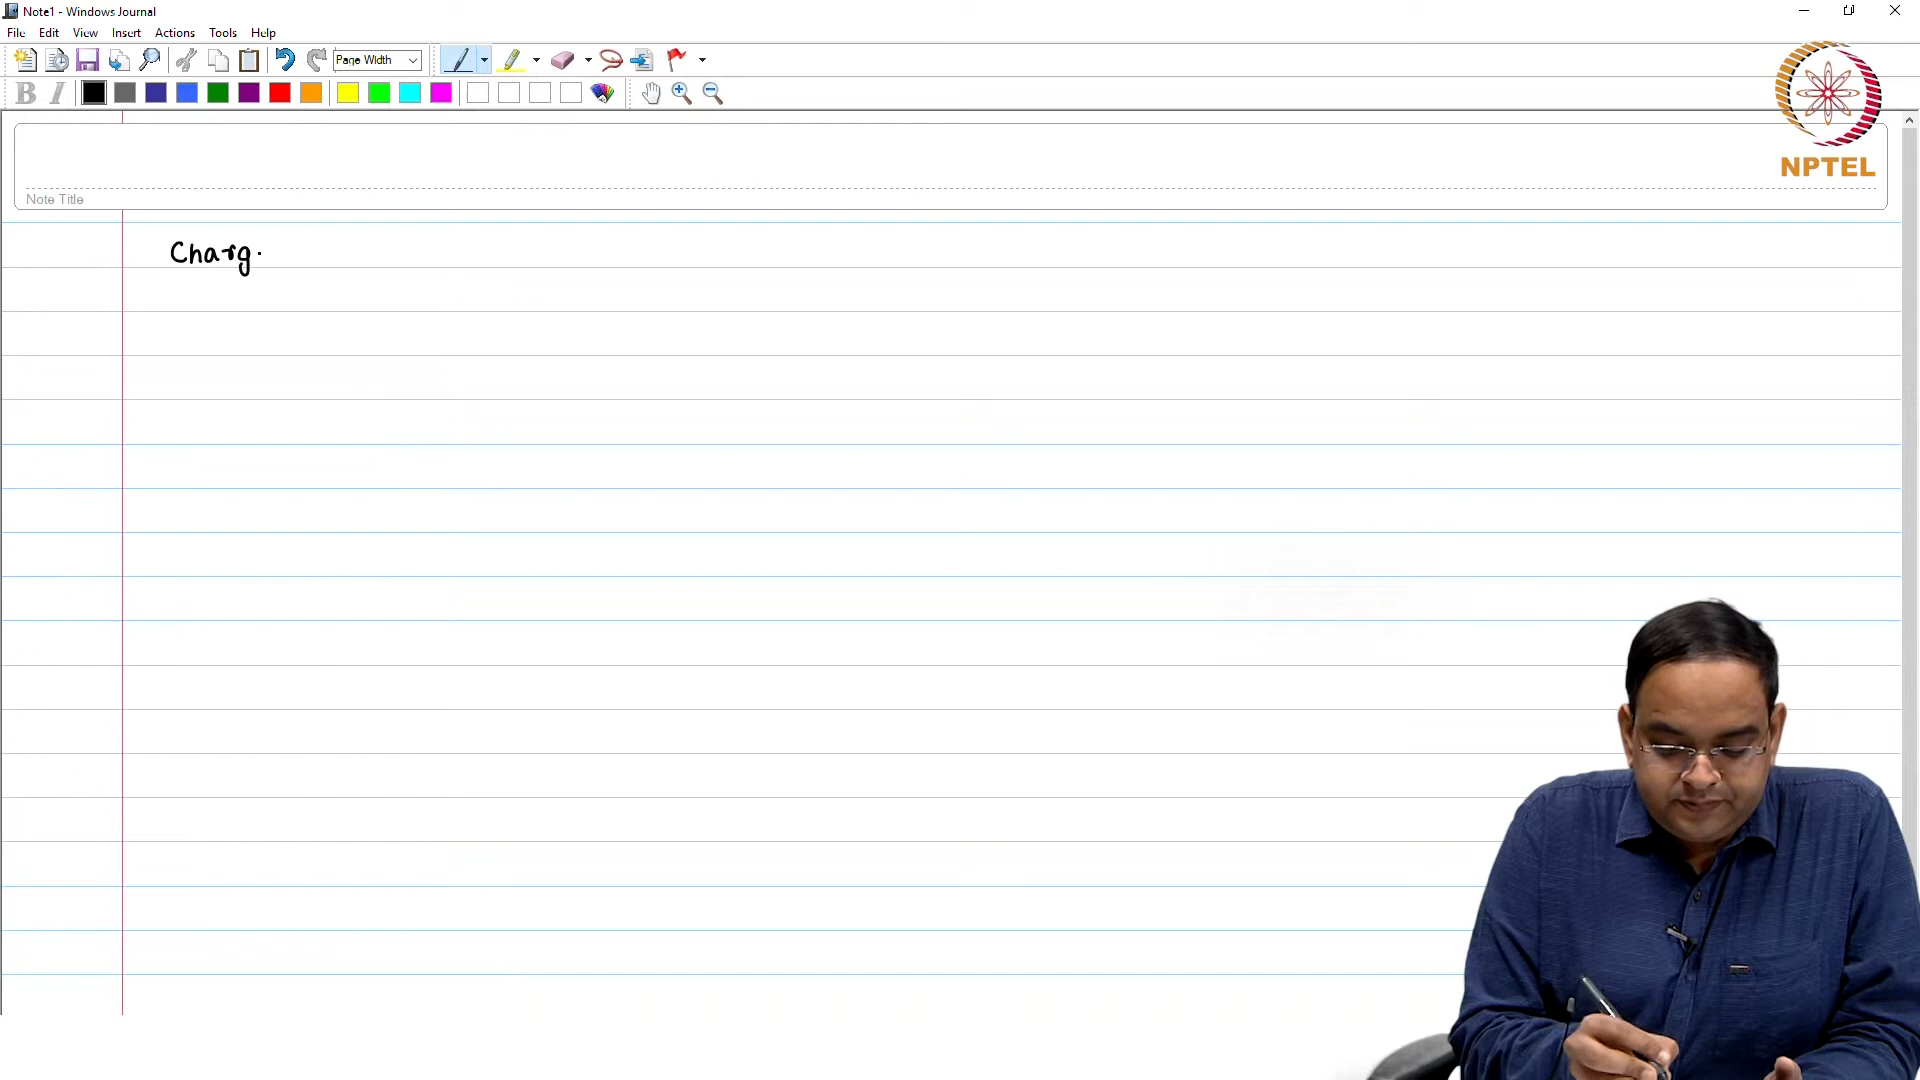 Note1 - Windows Journal
File Edit View Insert Actions Tools Help
Page Width
B I
NPTEL
Note Title
Charg.